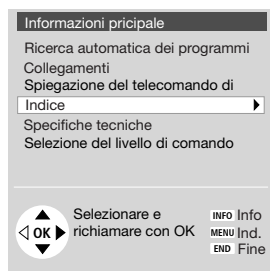 Informazioni pricipale
Ricerca automatica dei programmi
Collegamenti
Spiegazione del telecomando di
Indice
Specifiche tecniche
Selezione del livello di comando
Selezionare e
richiamare con OK
OK
INFO Info
MENU Ind.
END Fine